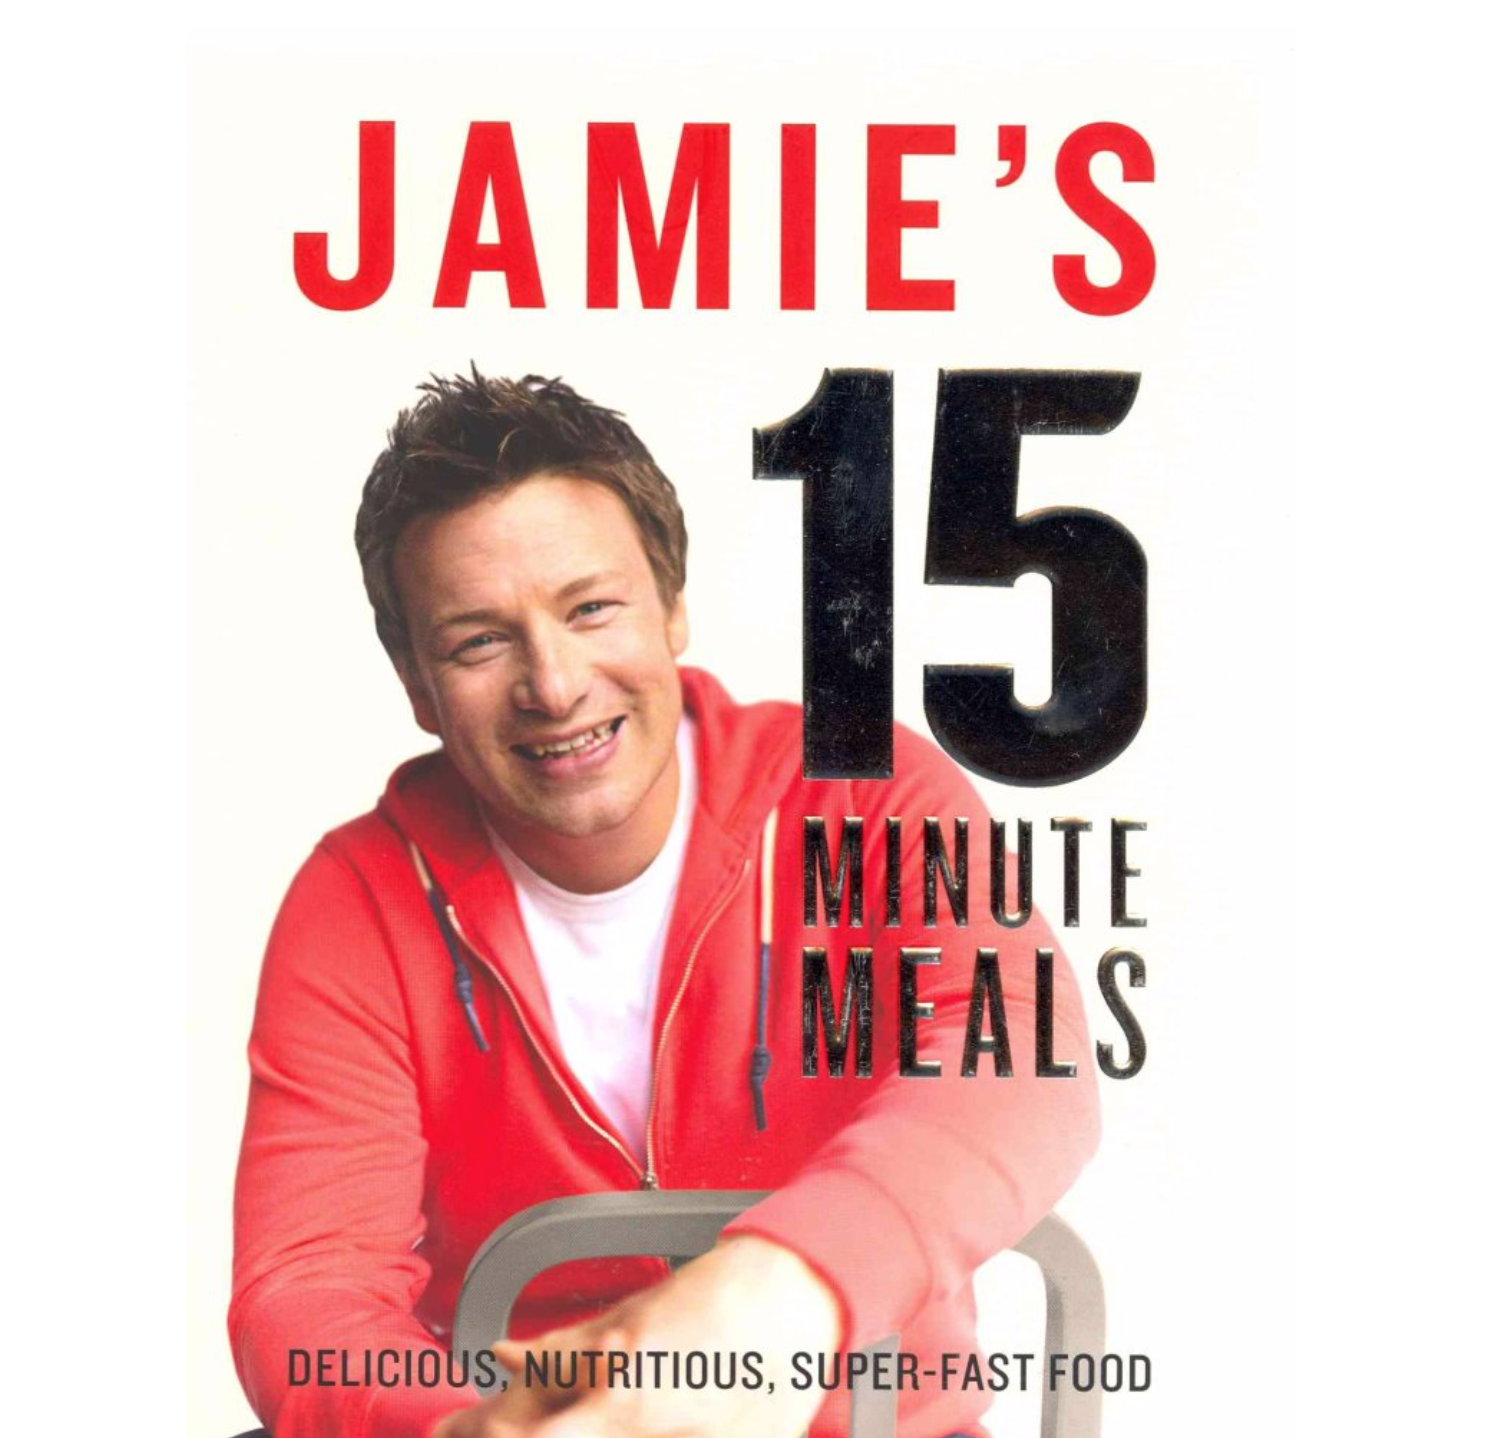 JAMIE’S
15
MINUTE
MEALS
DELICIOUS, NUTRITIOUS, SUPER-FAST FOOD